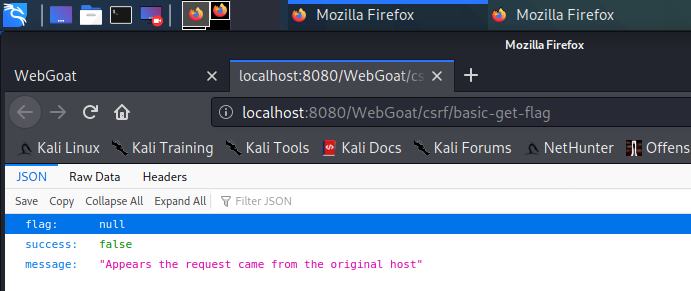 Mozilla Firefox Mozilla Firefox
Mozilla Firefox
WebGoat localhost:8080/WebGoat/cs
localhost:8080/WebGoat/csrf/basic-get-flag
Kali Linux Kali Training Kali Tools Kali Docs Kali Forums NetHunter Offens
JSON Raw Data Headers
Save Copy Collapse All Expand All Filter JSON
flag: null
success: false
message: "Appears the request came from the original host"